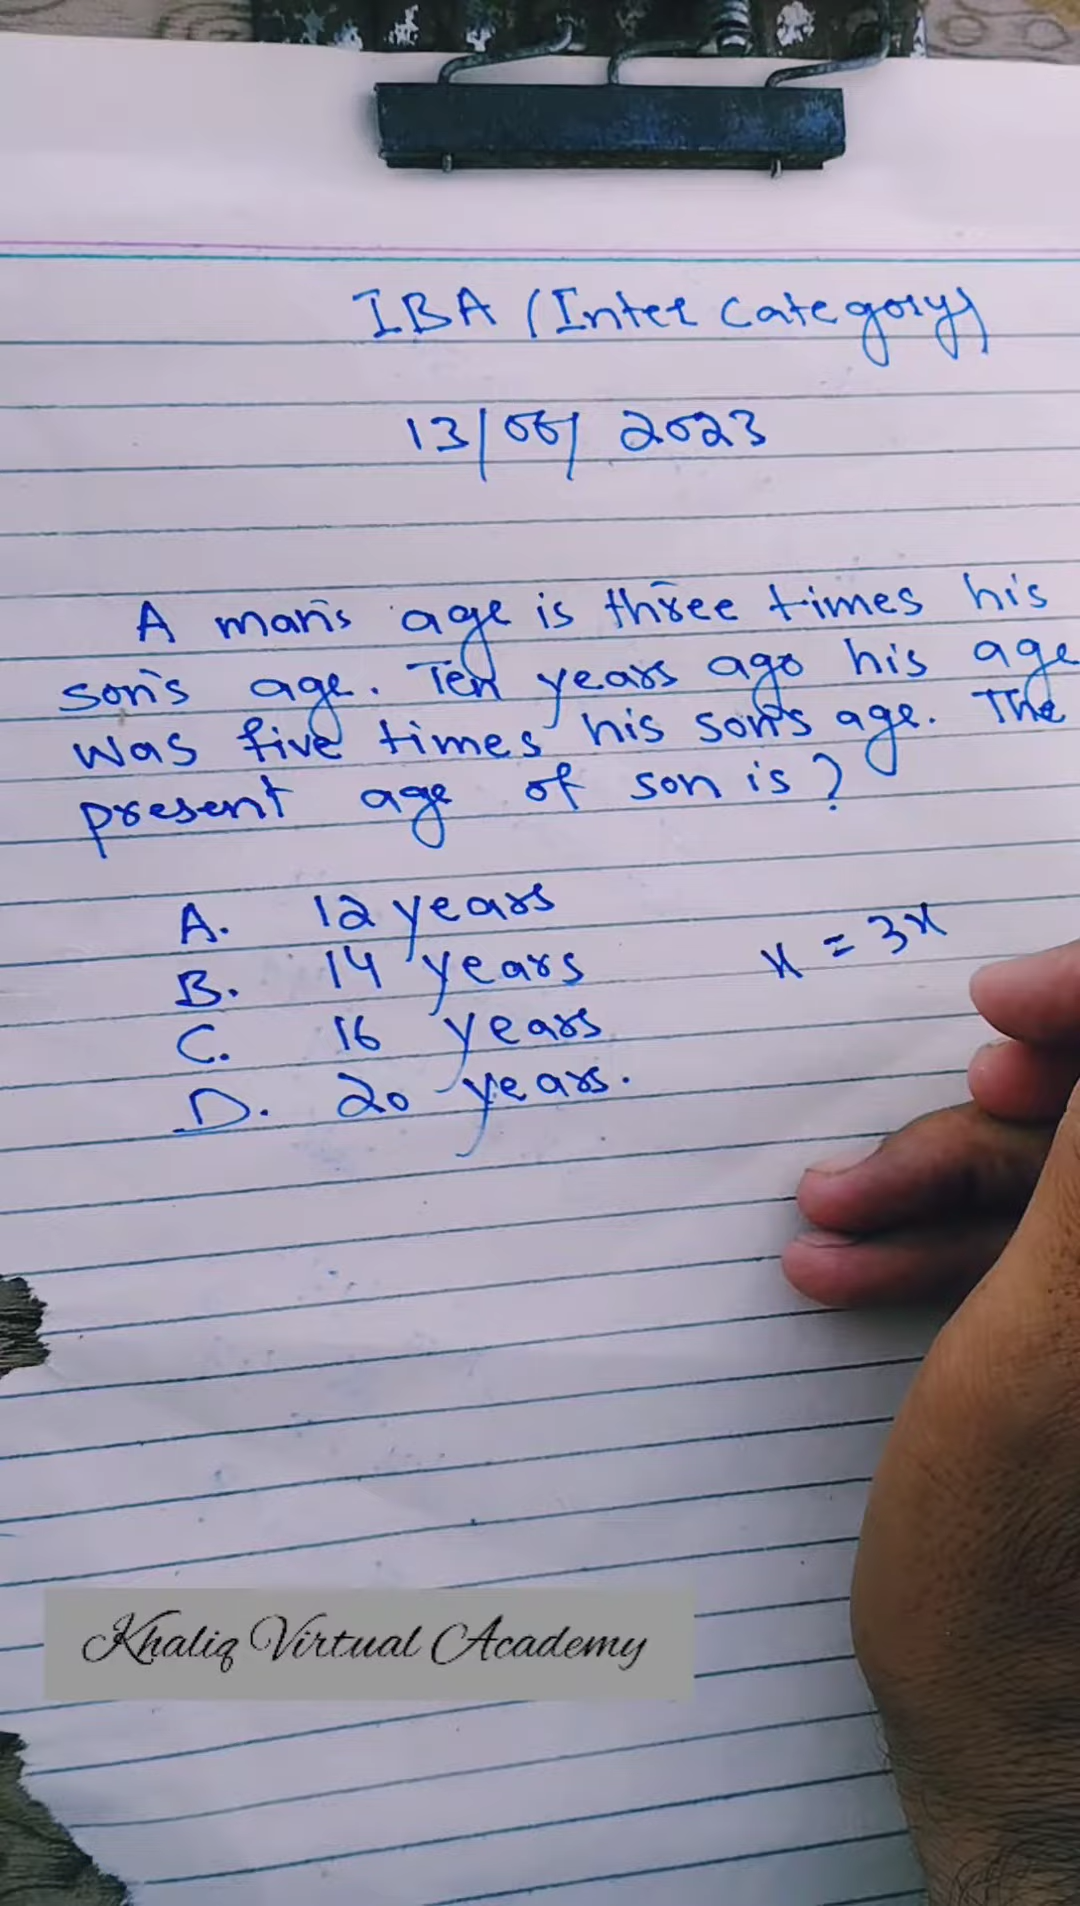 IBA (Inter Category)
13/06/2023
A man's age is three times his
son's age. Ten years ago his age
was five times his son's age. The
present age of son is?
A. 12 years
B. 14 years
x = 3x
C. 16 years
D. 20 years.
Khaliq Virtual Academy